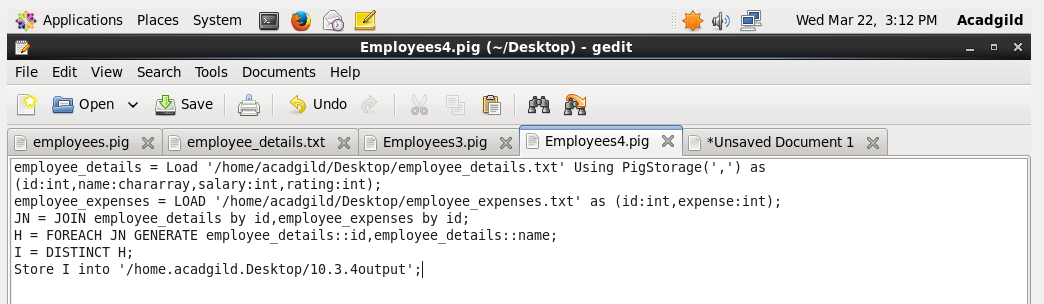 Applications Places System Wed Mar 22, 3:12 PM Acadgild
Employees4.pig (~/Desktop) - gedit
File Edit View Search Tools Documents Help
Open Save Undo
employees.pig employee_details.txt Employees3.pig Employees4.pig *Unsaved Document 1
employee_details = Load '/home/acadgild/Desktop/employee_details.txt' Using PigStorage(',') as
(id:int,name:chararray,salary:int,rating:int);
employee_expenses = LOAD '/home/acadgild/Desktop/employee_expenses.txt' as (id:int,expense:int);
JN = JOIN employee_details by id,employee_expenses by id;
H = FOREACH JN GENERATE employee_details::id,employee_details::name;
I = DISTINCT H;
Store I into '/home.acadgild.Desktop/10.3.4output';